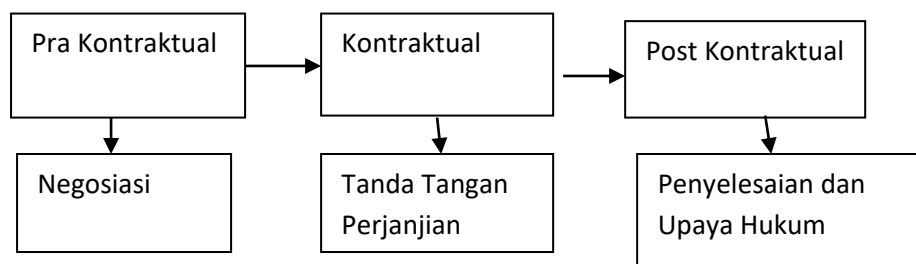 Pra Kontraktual
Kontraktual
Post Kontraktual
Negosiasi
Tanda Tangan
Perjanjian
Penyelesaian dan
Upaya Hukum